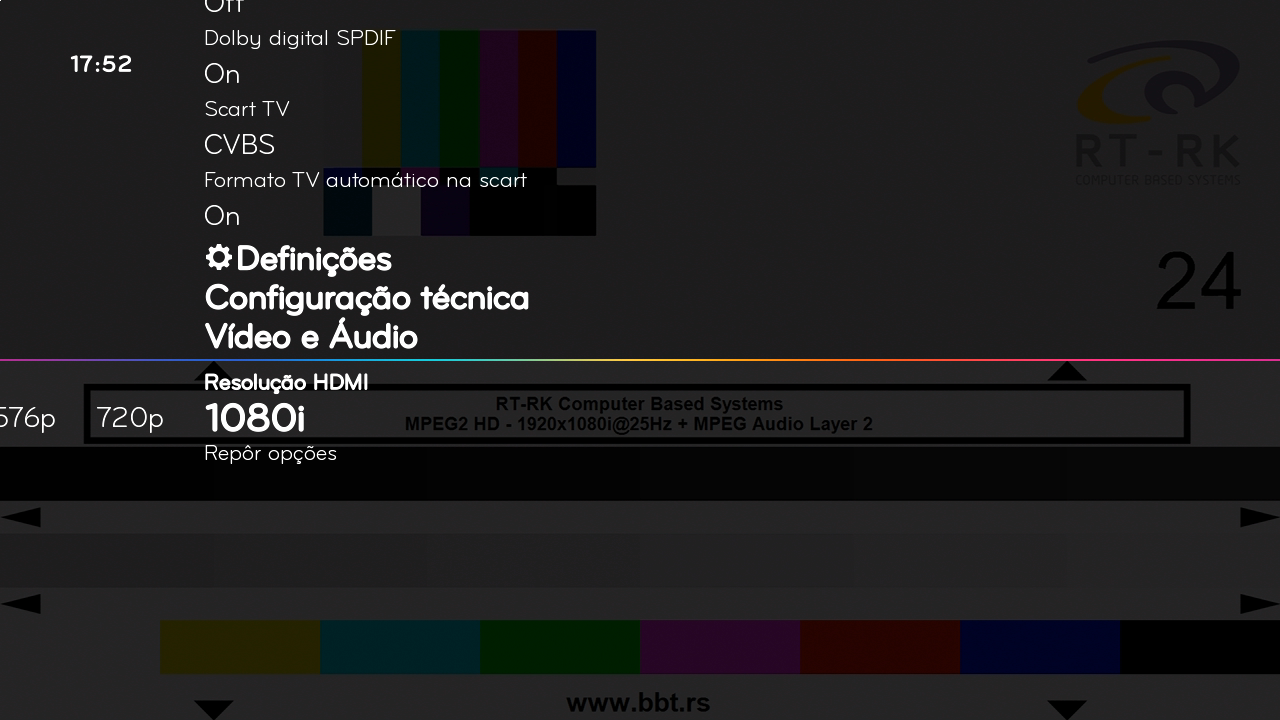 Off
Dolby digital SPDIF
17:52
On
Scart TV
CVBS
Formato TV automático na scart
On
RT-RK
COMPUTER BASED SYSTEMS
24
Definições
Configuração técnica
Vídeo e Áudio
Resolução HDMI
576p 720p 1080i
RT-RK Computer Based Systems
MPEG2 HD - 1920x1080i@25Hz + MPEG Audio Layer 2
Repôr opções
www.bbt.rs